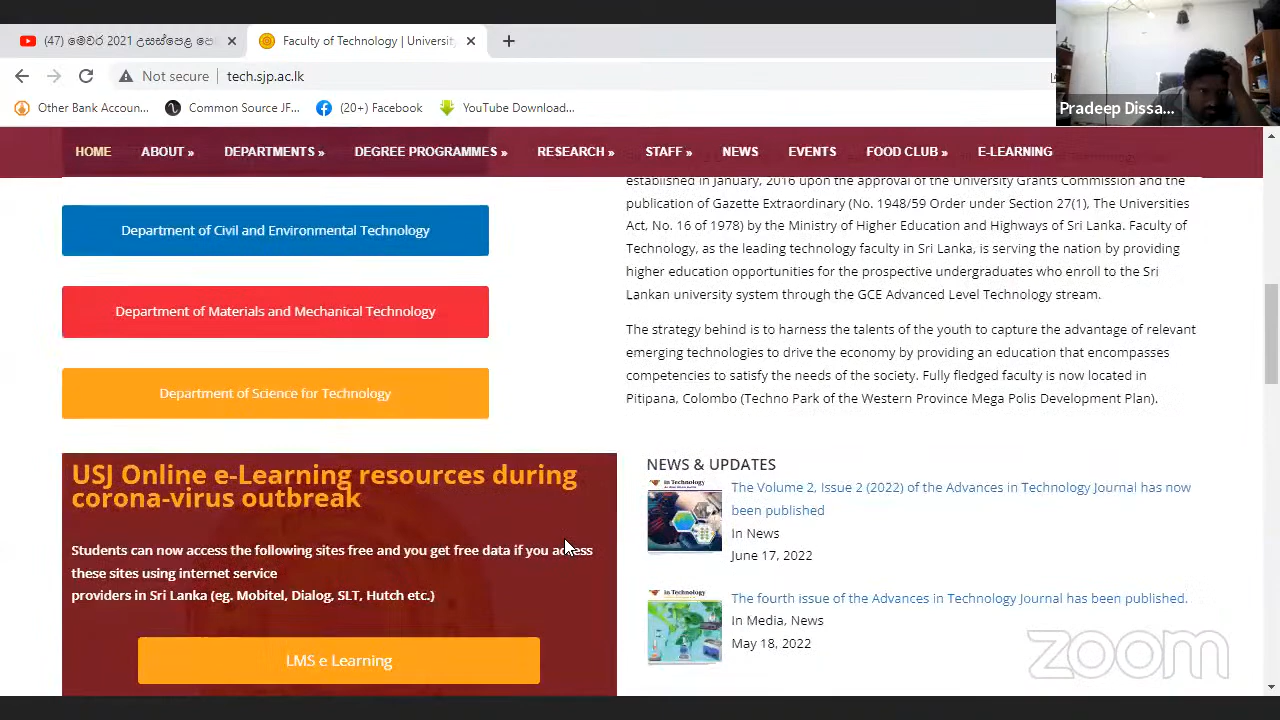 (47) මෙවර 2021 උසස්පෙළ පෙ
Faculty of Technology | Universit
Not secure
tech.sjp.ac.lk
Other Bank Accoun...
Common Source JF...
(20+) Facebook
YouTube Download...
Pradeep Dissa...
HOME ABOUT » DEPARTMENTS » DEGREE PROGRAMMES » RESEARCH » STAFF » NEWS EVENTS FOOD CLUB » E-LEARNING
Department of Civil and Environmental Technology
Department of Materials and Mechanical Technology
Department of Science for Technology
established in January, 2016 upon the approval of the University Grants Commission and the
publication of Gazette Extraordinary (No. 1948/59 Order under Section 27(1), The Universities
Act, No. 16 of 1978) by the Ministry of Higher Education and Highways of Sri Lanka. Faculty of
Technology, as the leading technology faculty in Sri Lanka, is serving the nation by providing
higher education opportunities for the prospective undergraduates who enroll to the Sri
Lankan university system through the GCE Advanced Level Technology stream.
The strategy behind is to harness the talents of the youth to capture the advantage of relevant
emerging technologies to drive the economy by providing an education that encompasses
competencies to satisfy the needs of the society. Fully fledged faculty is now located in
Pitipana, Colombo (Techno Park of the Western Province Mega Polis Development Plan).
USJ Online e-Learning resources during
corona-virus outbreak
Students can now access the following sites free and you get free data if you access
these sites using internet service
providers in Sri Lanka (eg. Mobitel, Dialog, SLT, Hutch etc.)
LMS e Learning
NEWS & UPDATES
in Technology
The Volume 2, Issue 2 (2022) of the Advances in Technology Journal has now
been published
In News
June 17, 2022
in Technology
The fourth issue of the Advances in Technology Journal has been published.
In Media, News
May 18, 2022
zoom